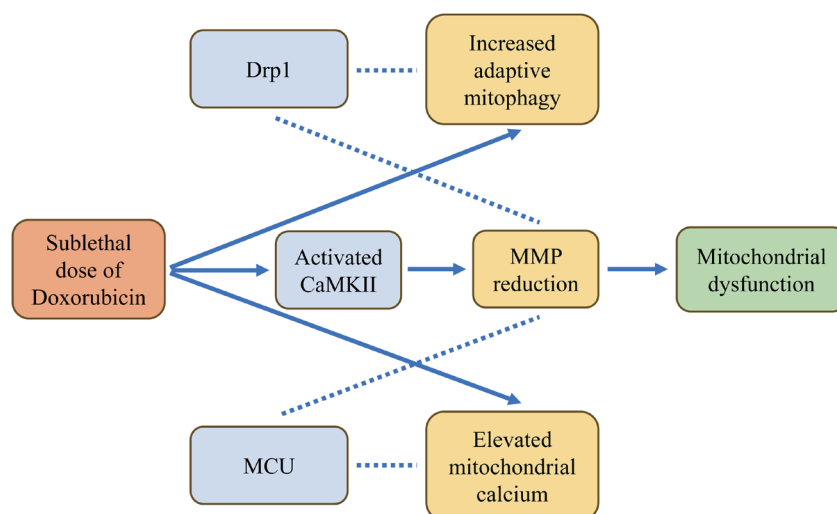 Drp1
Increased
adaptive
mitophagy
Sublethal
dose of
Doxorubicin
Activated
CaMKII
MMP
reduction
Mitochondrial
dysfunction
MCU
Elevated
mitochondrial
calcium